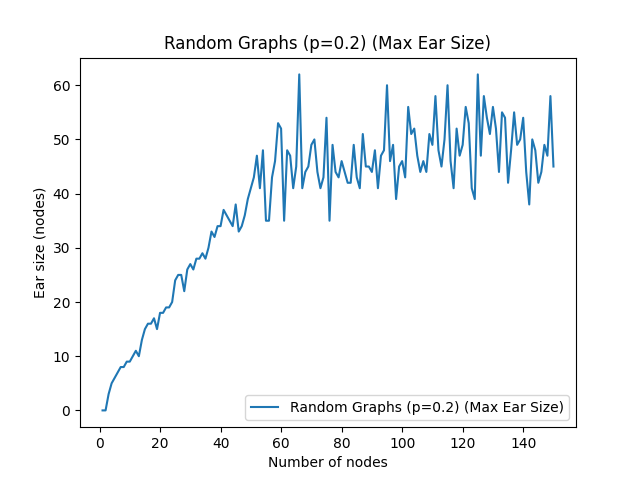 Random Graphs (p=0.2) (Max Ear Size)
Ear size (nodes)
60
50
40
30
20
10
0
Random Graphs (p=0.2) (Max Ear Size)
0 20 40 60 80 100 120 140
Number of nodes